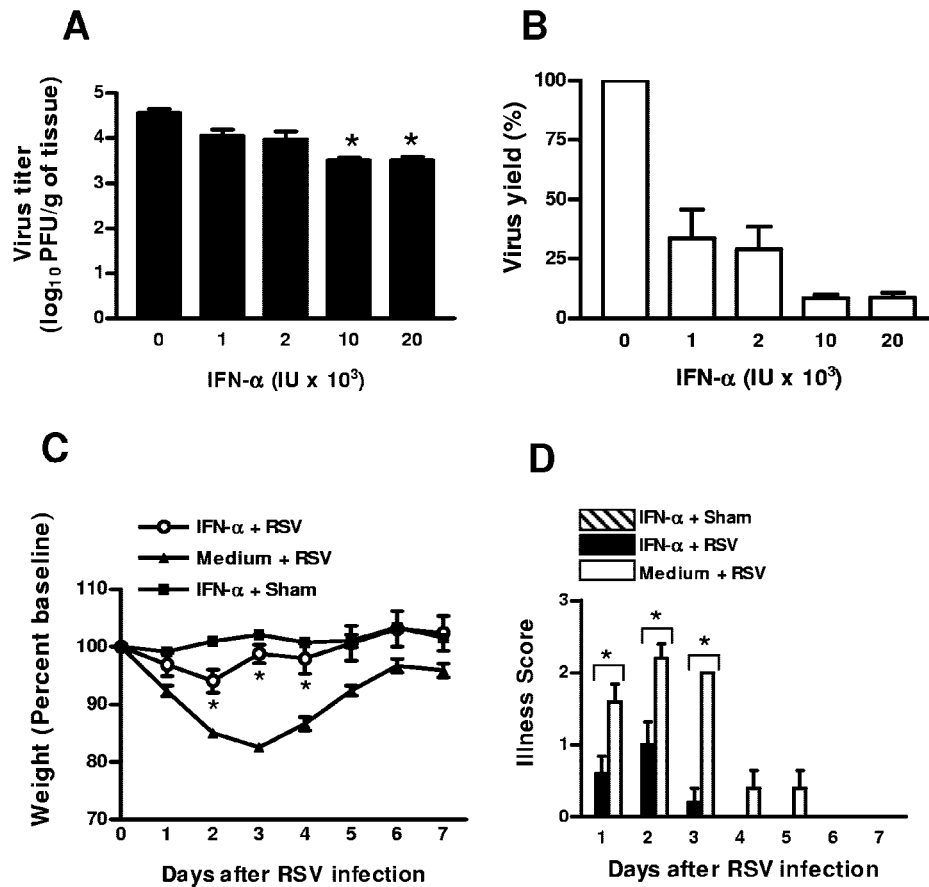 A
Virus titer
(log10 PFU/g of tissue)
5
4
3
2
1
0
* *
0 1 2 10 20
IFN-α (IU x 10³)
B
Virus yield (%)
100
75
50
25
0
0 1 2 10 20
IFN-α (IU x 10³)
C
IFN-α + RSV
Medium + RSV
IFN-α + Sham
Weight (Percent baseline)
110
100
90
80
70
* * *
0 1 2 3 4 5 6 7
Days after RSV infection
D
IFN-α + Sham
IFN-α + RSV
Medium + RSV
Illness Score
3
2
1
0
* * *
1 2 3 4 5 6 7
Days after RSV infection